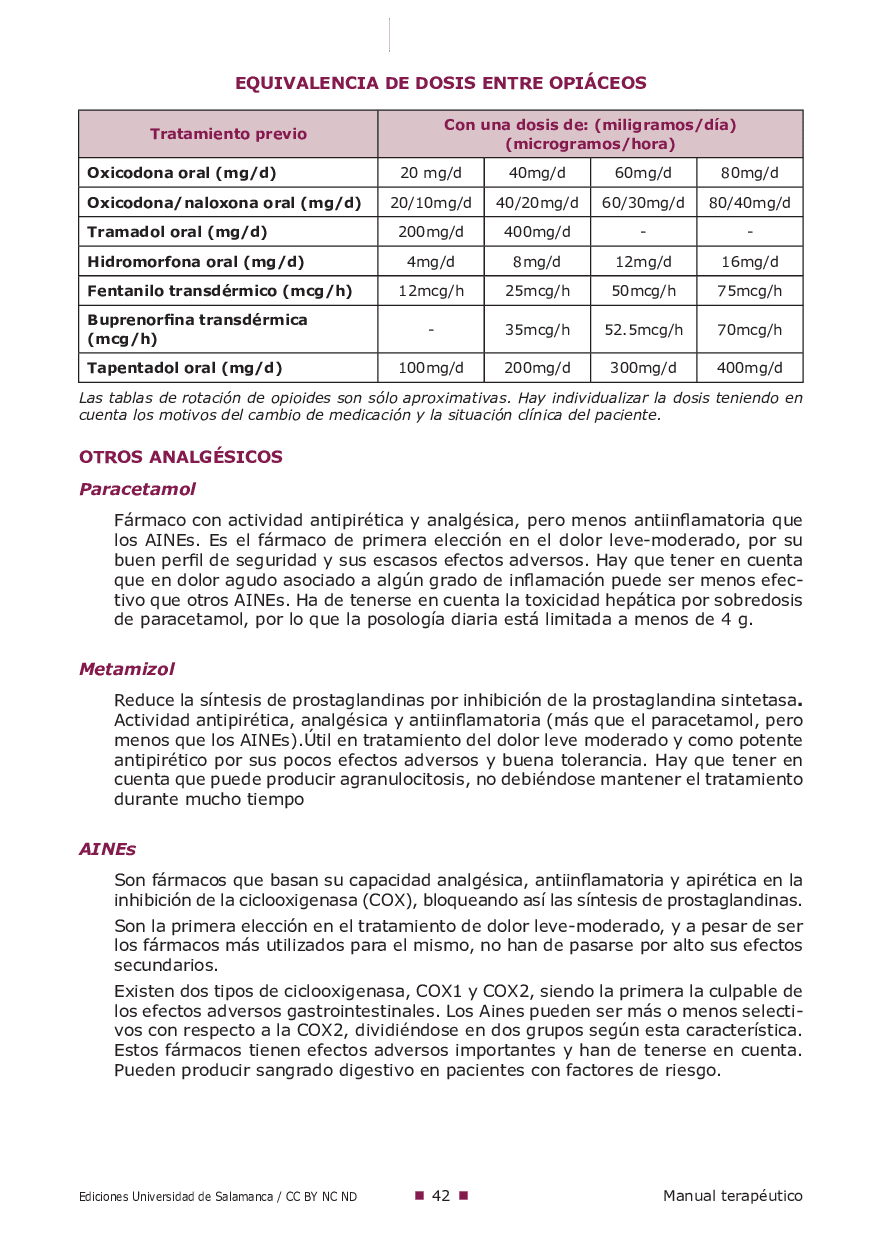 EQUIVALENCIA DE DOSIS ENTRE OPIÁCEOS
Tratamiento previo
Con una dosis de: (miligramos/día)
(microgramos/hora)
Oxicodona oral (mg/d) 20 mg/d 40mg/d 60mg/d 80mg/d
Oxicodona/naloxona oral (mg/d) 20/10mg/d 40/20mg/d 60/30mg/d 80/40mg/d
Tramadol oral (mg/d) 200mg/d 400mg/d - -
Hidromorfona oral (mg/d) 4mg/d 8mg/d 12mg/d 16mg/d
Fentanilo transdérmico (mcg/h) 12mcg/h 25mcg/h 50mcg/h 75mcg/h
Buprenorfina transdérmica
(mcg/h) - 35mcg/h 52.5mcg/h 70mcg/h
Tapentadol oral (mg/d) 100mg/d 200mg/d 300mg/d 400mg/d
Las tablas de rotación de opioides son sólo aproximativas. Hay individualizar la dosis teniendo en
cuenta los motivos del cambio de medicación y la situación clínica del paciente.
OTROS ANALGÉSICOS
Paracetamol
Fármaco con actividad antipirética y analgésica, pero menos antiinflamatoria que
los AINEs. Es el fármaco de primera elección en el dolor leve-moderado, por su
buen perfil de seguridad y sus escasos efectos adversos. Hay que tener en cuenta
que en dolor agudo asociado a algún grado de inflamación puede ser menos efec-
tivo que otros AINEs. Ha de tenerse en cuenta la toxicidad hepática por sobredosis
de paracetamol, por lo que la posología diaria está limitada a menos de 4 g.
Metamizol
Reduce la síntesis de prostaglandinas por inhibición de la prostaglandina sintetasa.
Actividad antipirética, analgésica y antiinflamatoria (más que el paracetamol, pero
menos que los AINEs).Útil en tratamiento del dolor leve moderado y como potente
antipirético por sus pocos efectos adversos y buena tolerancia. Hay que tener en
cuenta que puede producir agranulocitosis, no debiéndose mantener el tratamiento
durante mucho tiempo
AINEs
Son fármacos que basan su capacidad analgésica, antiinflamatoria y apirética en la
inhibición de la ciclooxigenasa (COX), bloqueando así las síntesis de prostaglandinas.
Son la primera elección en el tratamiento de dolor leve-moderado, y a pesar de ser
los fármacos más utilizados para el mismo, no han de pasarse por alto sus efectos
secundarios.
Existen dos tipos de ciclooxigenasa, COX1 y COX2, siendo la primera la culpable de
los efectos adversos gastrointestinales. Los Aines pueden ser más o menos selecti-
vos con respecto a la COX2, dividiéndose en dos grupos según esta característica.
Estos fármacos tienen efectos adversos importantes y han de tenerse en cuenta.
Pueden producir sangrado digestivo en pacientes con factores de riesgo.
Ediciones Universidad de Salamanca / CC BY NC ND ■ 42 ■ Manual terapéutico